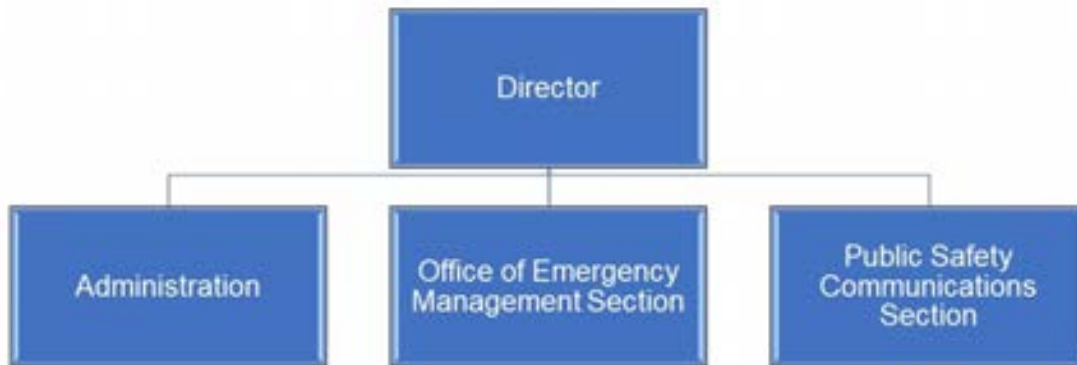 Director
Administration
Office of Emergency
Management Section
Public Safety
Communications
Section